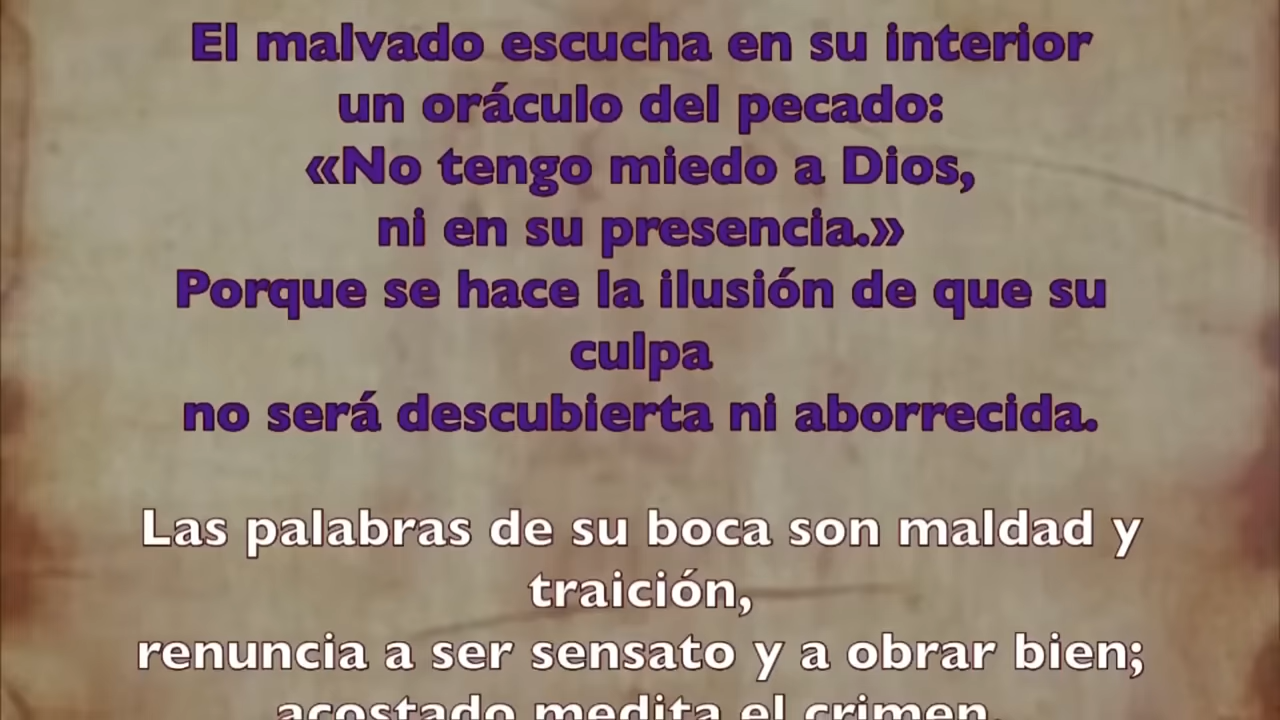 El malvado escucha en su interior
un oráculo del pecado:
«No tengo miedo a Dios,
ni en su presencia.»
Porque se hace la ilusión de que su
culpa
no será descubierta ni aborrecida.
Las palabras de su boca son maldad y
traición,
renuncia a ser sensato y a obrar bien;
acostado medita el crimen,